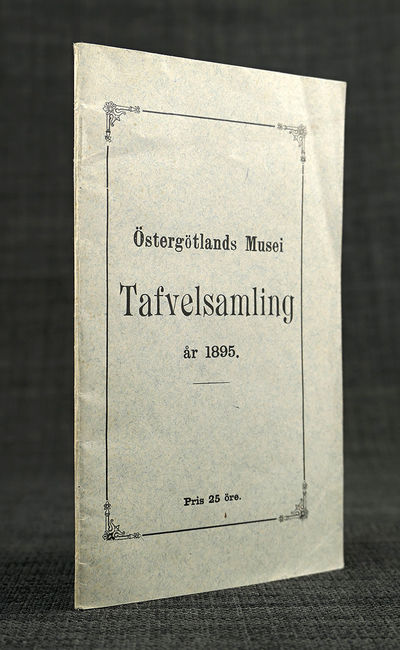 Östergötlands Musei
Tafvelsamling
år 1895.
Pris 25 öre.